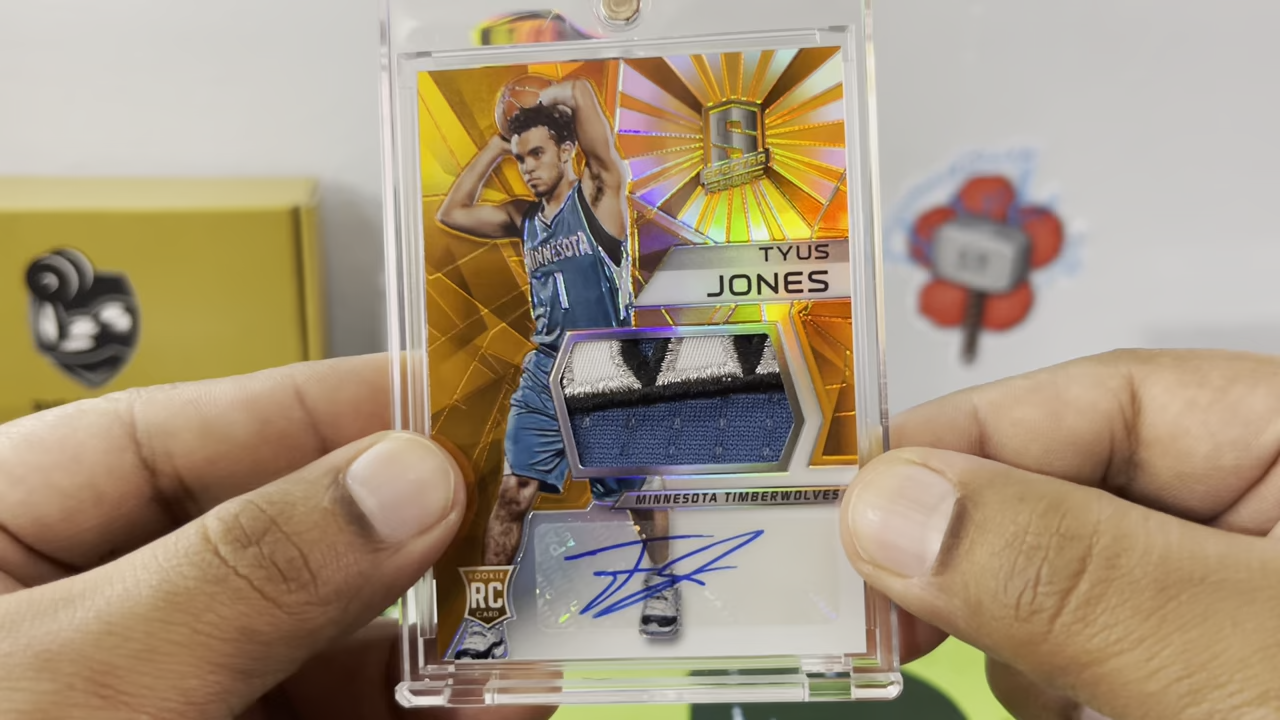 S
SPECTRA
TYUS
JONES
MINNESOTA
1
MINNESOTA TIMBERWOLVES
ROOKIE
RC
CARD